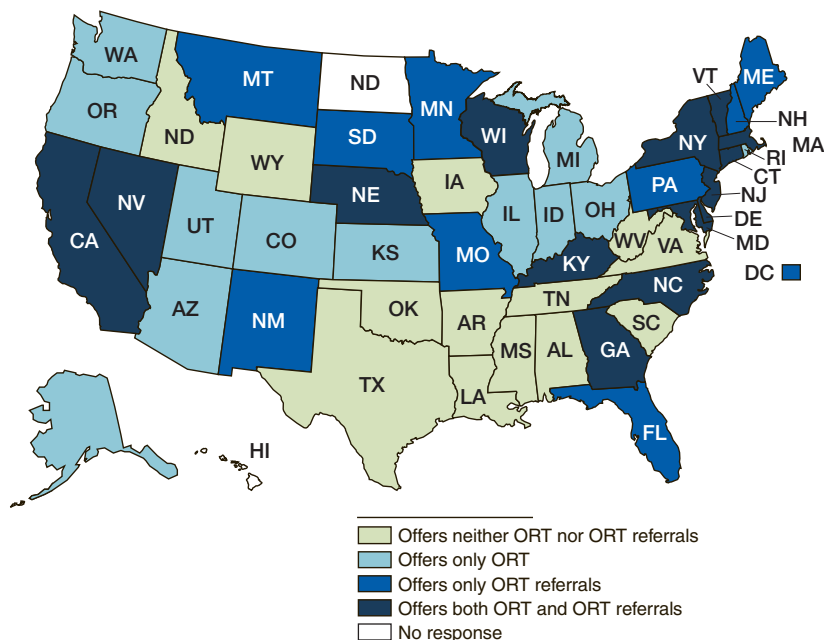 WA
MT
ND
MN
VT
ME
OR
ND
SD
WI
NH
WY
MI
NY
MA
RI
CT
IA
PA
NJ
NV
NE
IL
ID
OH
DE
MD
CA
UT
CO
KS
MO
WV
VA
KY
DC
AZ
NM
OK
TN
NC
AR
SC
TX
MS
AL
GA
LA
HI
FL
Offers neither ORT nor ORT referrals
Offers only ORT
Offers only ORT referrals
Offers both ORT and ORT referrals
No response